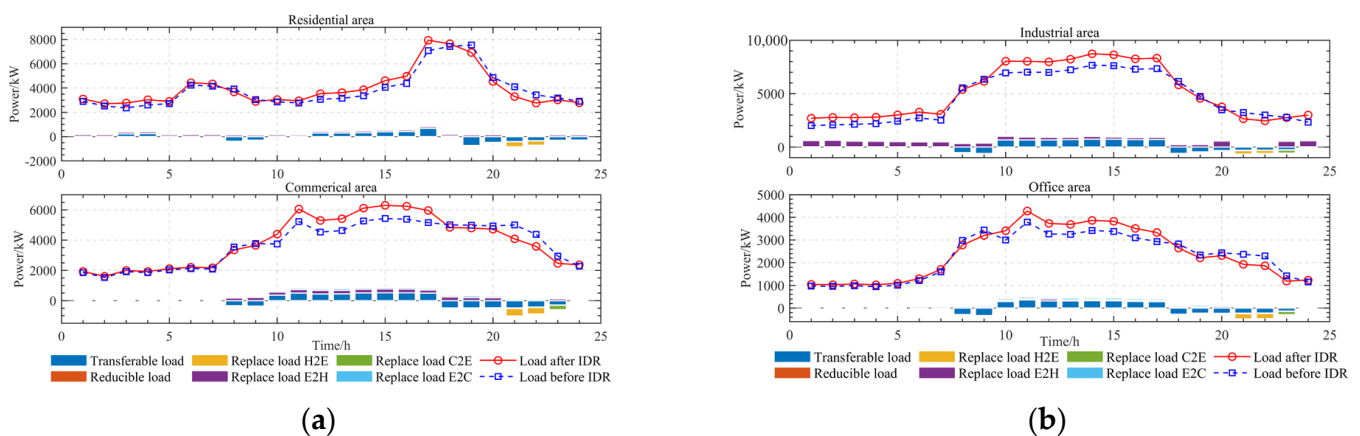 Residential area
Power/kW
8000
6000
4000
2000
0
-2000
0 5 10 15 20 25
Commerical area
Power/kW
6000
4000
2000
0
0 5 10 15 20 25
Time/h
Transferable load Replace load H2E Replace load C2E Load after IDR
Reducible load Replace load E2H Replace load E2C Load before IDR
(a)
Industrial area
Power/kW
10,000
5000
0
0 5 10 15 20 25
Office area
Power/kW
5000
4000
3000
2000
1000
0
0 5 10 15 20 25
Time/h
Transferable load Replace load H2E Replace load C2E Load after IDR
Reducible load Replace load E2H Replace load E2C Load before IDR
(b)